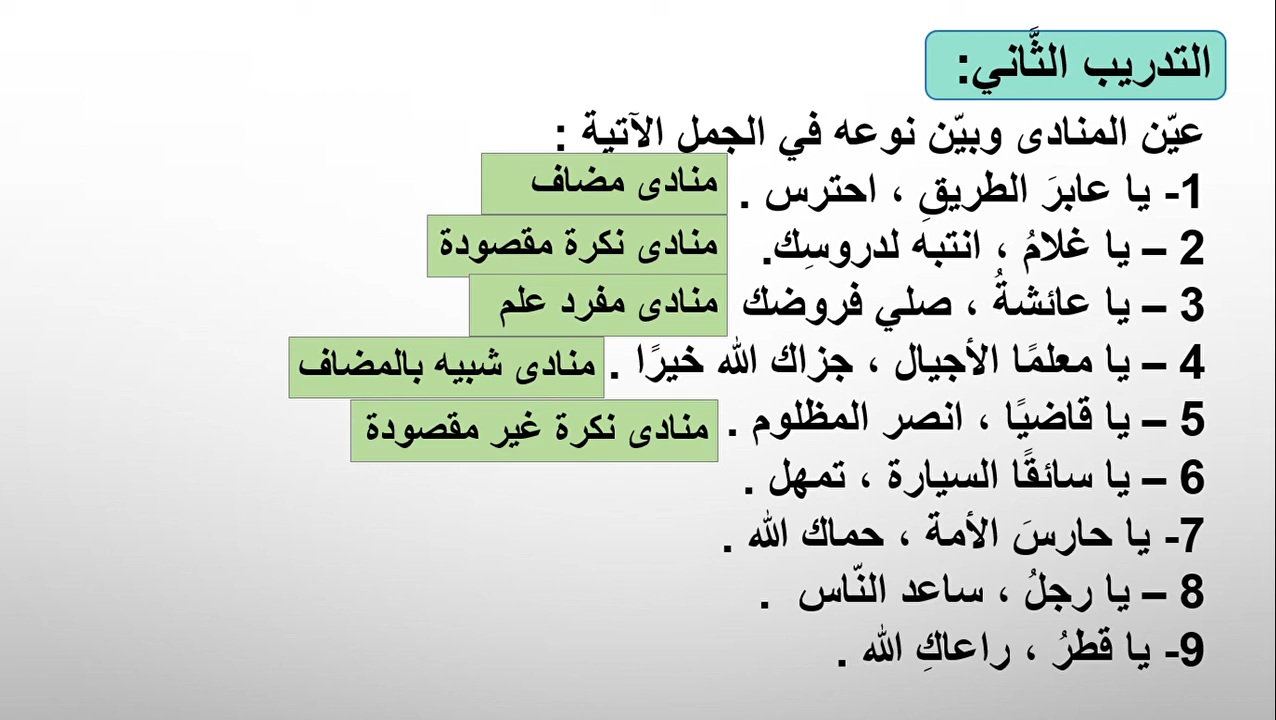 التدريب الثَّاني:
عيّن المنادى وبيّن نوعه في الجمل الآتية :
1- يا عابرَ الطريقِ ، احترس . منادى مضاف
2 – يا غلامُ ، انتبه لدروسِك. منادى نكرة مقصودة
3 – يا عائشةُ ، صلي فروضك منادى مفرد علم
4 – يا معلمًا الأجيال ، جزاك الله خيرًا . منادى شبيه بالمضاف
5 – يا قاضيًا ، انصر المظلوم . منادى نكرة غير مقصودة
6 – يا سائقًا السيارة ، تمهل .
7- يا حارسَ الأمة ، حماك الله .
8 – يا رجلُ ، ساعد النّاس .
9- يا قطرُ ، راعاكِ الله .